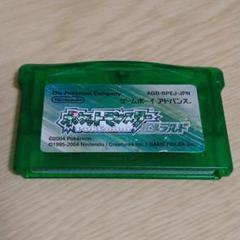 The Pokémon Company
AGB-BPEJ-JPN
Nintendo
ゲームボーイ アドバンス
ポケットモンスター
エメラルド
©2004 Pokémon
©1995-2004 Nintendo / Creatures inc. / GAME FREAK inc.